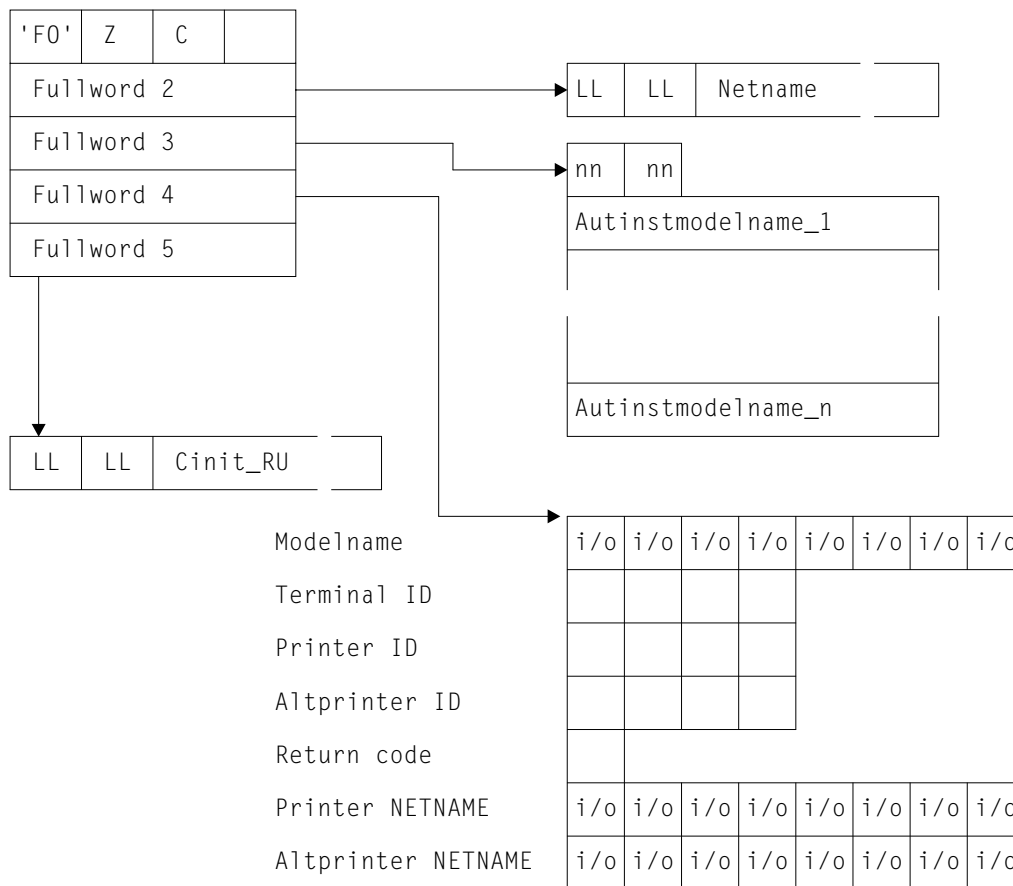 'F0' Z C
Fullword 2
LL LL Netname
Fullword 3
nn nn
Fullword 4
Autinstmodelname_1
Fullword 5
Autinstmodelname_n
LL LL Cinit_RU
Modelname i/o i/o i/o i/o i/o i/o i/o i/o
Terminal ID
Printer ID
Altprinter ID
Return code
Printer NETNAME i/o i/o i/o i/o i/o i/o i/o i/o
Altprinter NETNAME i/o i/o i/o i/o i/o i/o i/o i/o